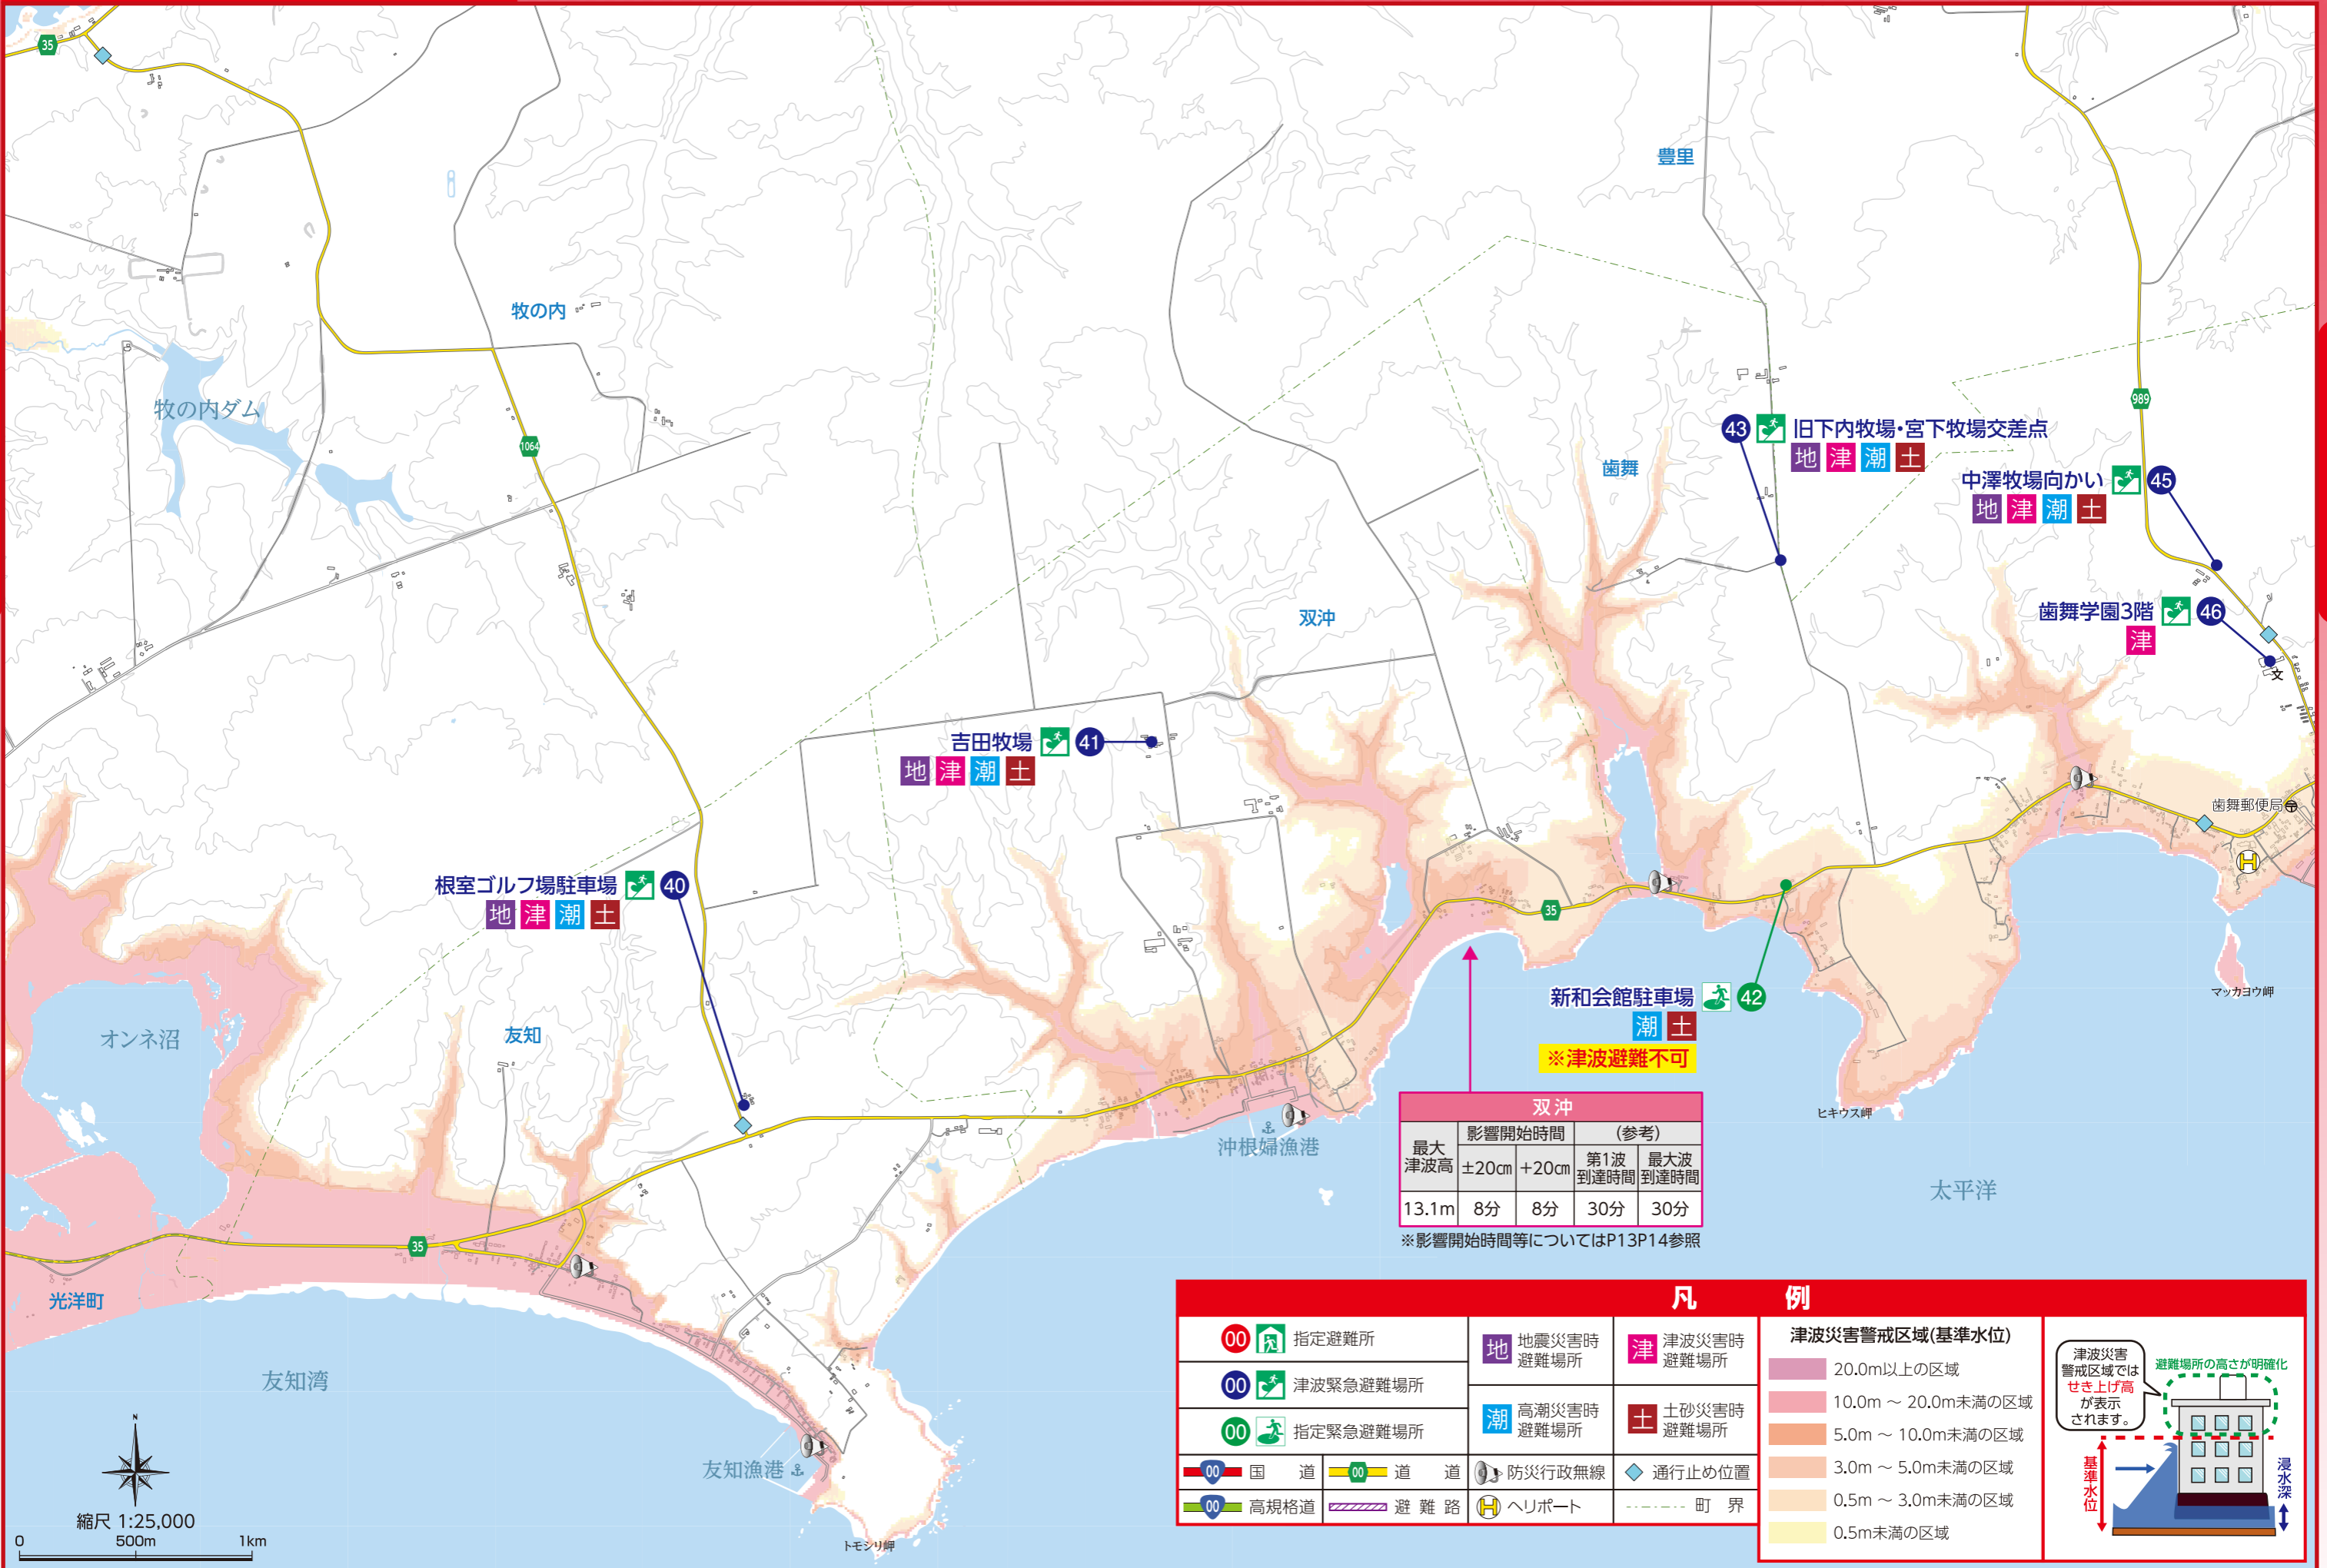 35
豊里
牧の内
牧の内ダム
1064
989
歯舞
43 旧下内牧場・宮下牧場交差点
地 津 潮 土
中澤牧場向かい 45
地 津 潮 土
双沖
歯舞学園3階 46
津
文
吉田牧場 41
地 津 潮 土
歯舞郵便局
H
根室ゴルフ場駐車場 40
地 津 潮 土
35
新和会館駐車場 42
潮 土
※津波避難不可
マッカヨウ岬
オンネ沼
友知
ヒキウス岬
沖根婦漁港
太平洋
双沖
最大津波高
影響開始時間
(参考)
±20cm
+20cm
第1波到達時間
最大波到達時間
13.1m 8分 8分 30分 30分
※影響開始時間等についてはP13P14参照
35
光洋町
友知湾
友知漁港
トモシリ岬
N
縮尺 1:25,000
0 500m 1km
凡 例
00 指定避難所
00 津波緊急避難場所
00 指定緊急避難場所
地 地震災害時避難場所
津 津波災害時避難場所
潮 高潮災害時避難場所
土 土砂災害時避難場所
00 国 道
00 道 道
防災行政無線
通行止め位置
00 高規格道
避 難 路
H ヘリポート
町 界
津波災害警戒区域(基準水位)
20.0m以上の区域
10.0m ～ 20.0m未満の区域
5.0m ～ 10.0m未満の区域
3.0m ～ 5.0m未満の区域
0.5m ～ 3.0m未満の区域
0.5m未満の区域
津波災害
警戒区域では
せき上げ高
が表示
されます。
避難場所の高さが明確化
基準水位
浸水深